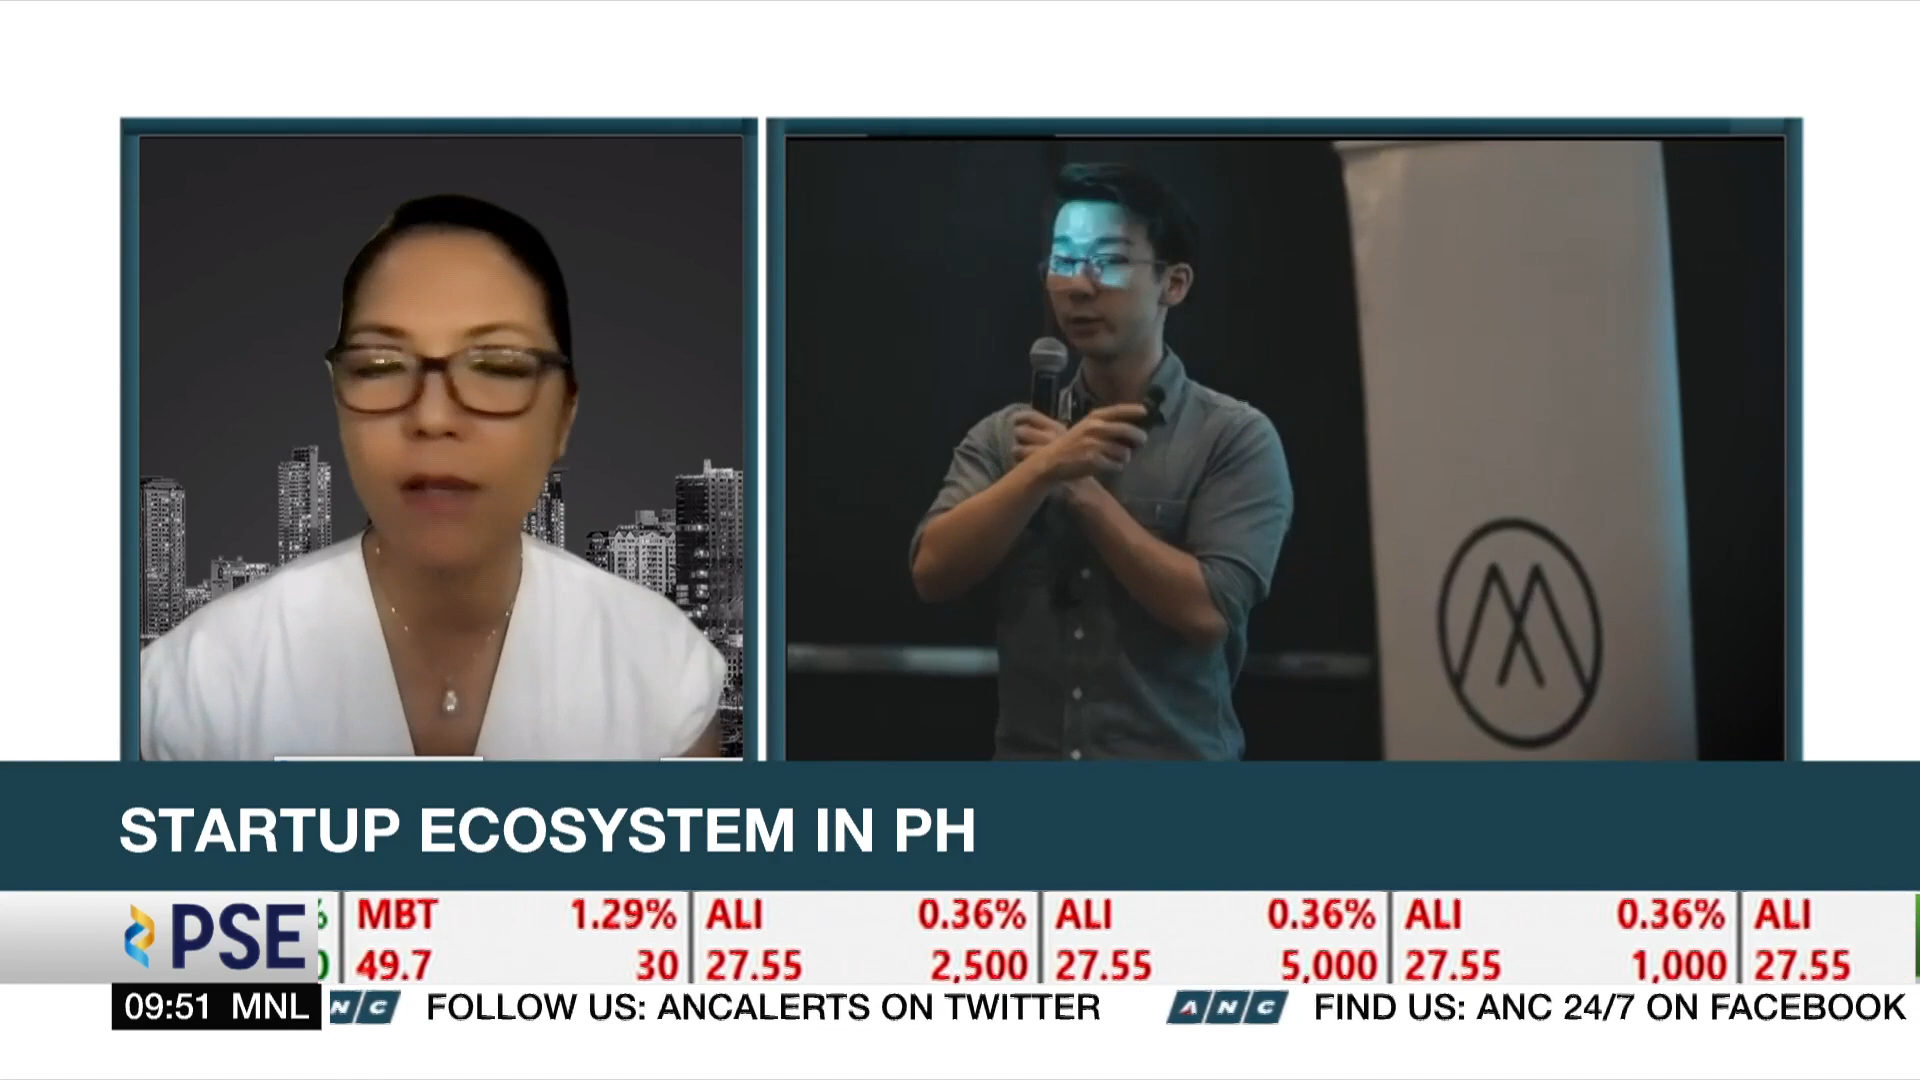 STARTUP ECOSYSTEM IN PH
PSE
% MBT 1.29% ALI 0.36% ALI 0.36% ALI 0.36% ALI
0 49.7 30 27.55 2,500 27.55 5,000 27.55 1,000 27.55
09:51 MNL NC FOLLOW US: ANCALERTS ON TWITTER ANC FIND US: ANC 24/7 ON FACEBOOK